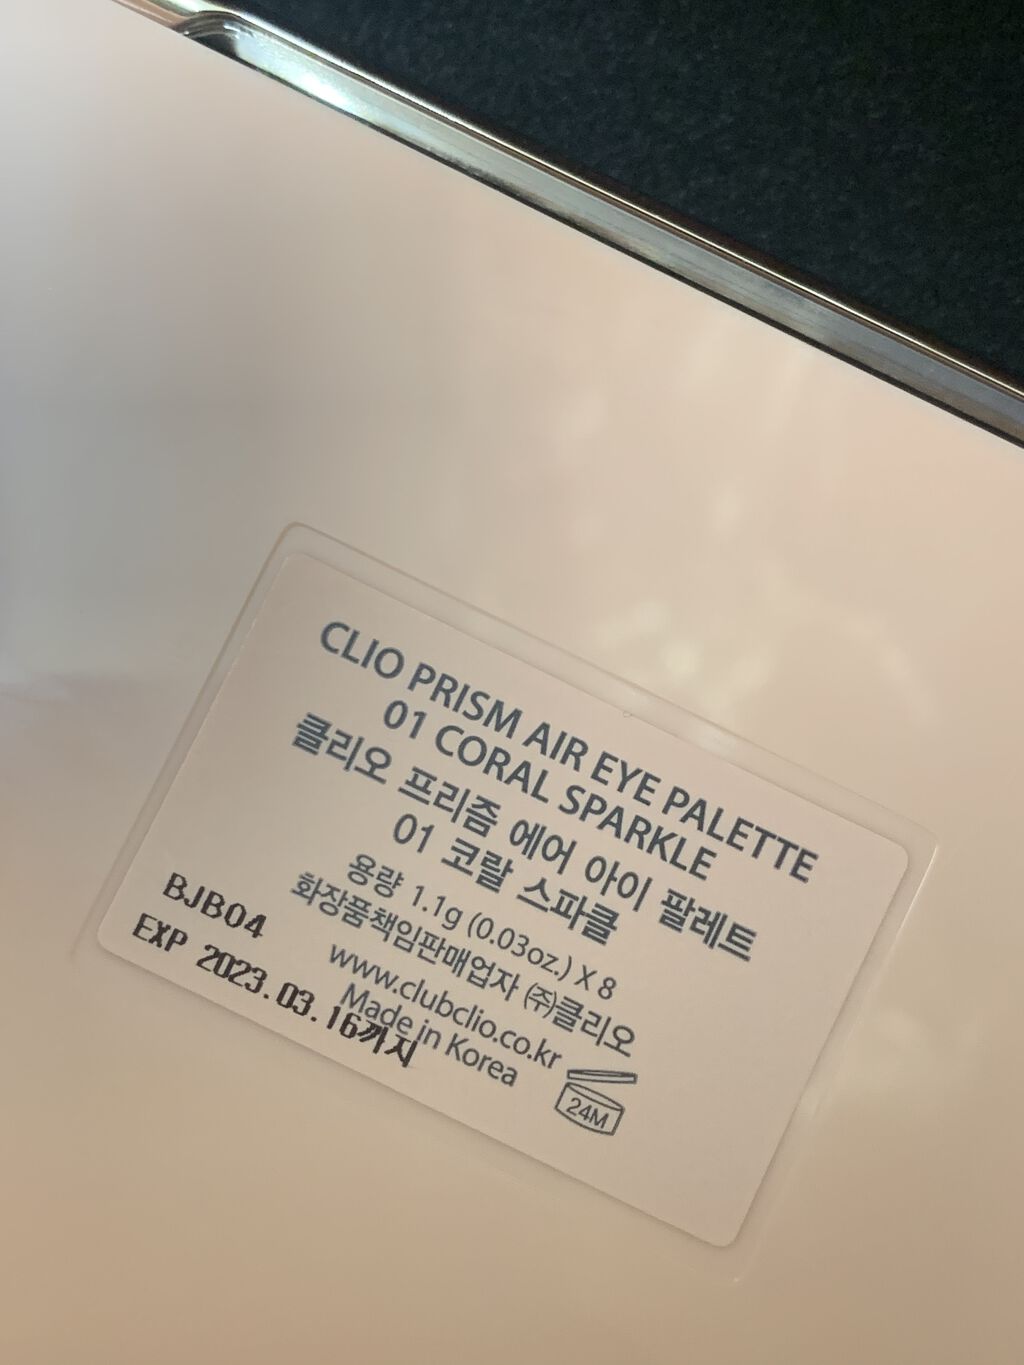 CLIO PRISM AIR EYE PALETTE
01 CORAL SPARKLE
클리오 프리즘 에어 아이 팔레트
01 코랄 스파클
용량 1.1g (0.03oz.) X 8
화장품책임판매업자 ㈜클리오
www.clubclio.co.kr
Made in Korea
BJB04
EXP 2023.03.16까지
24M